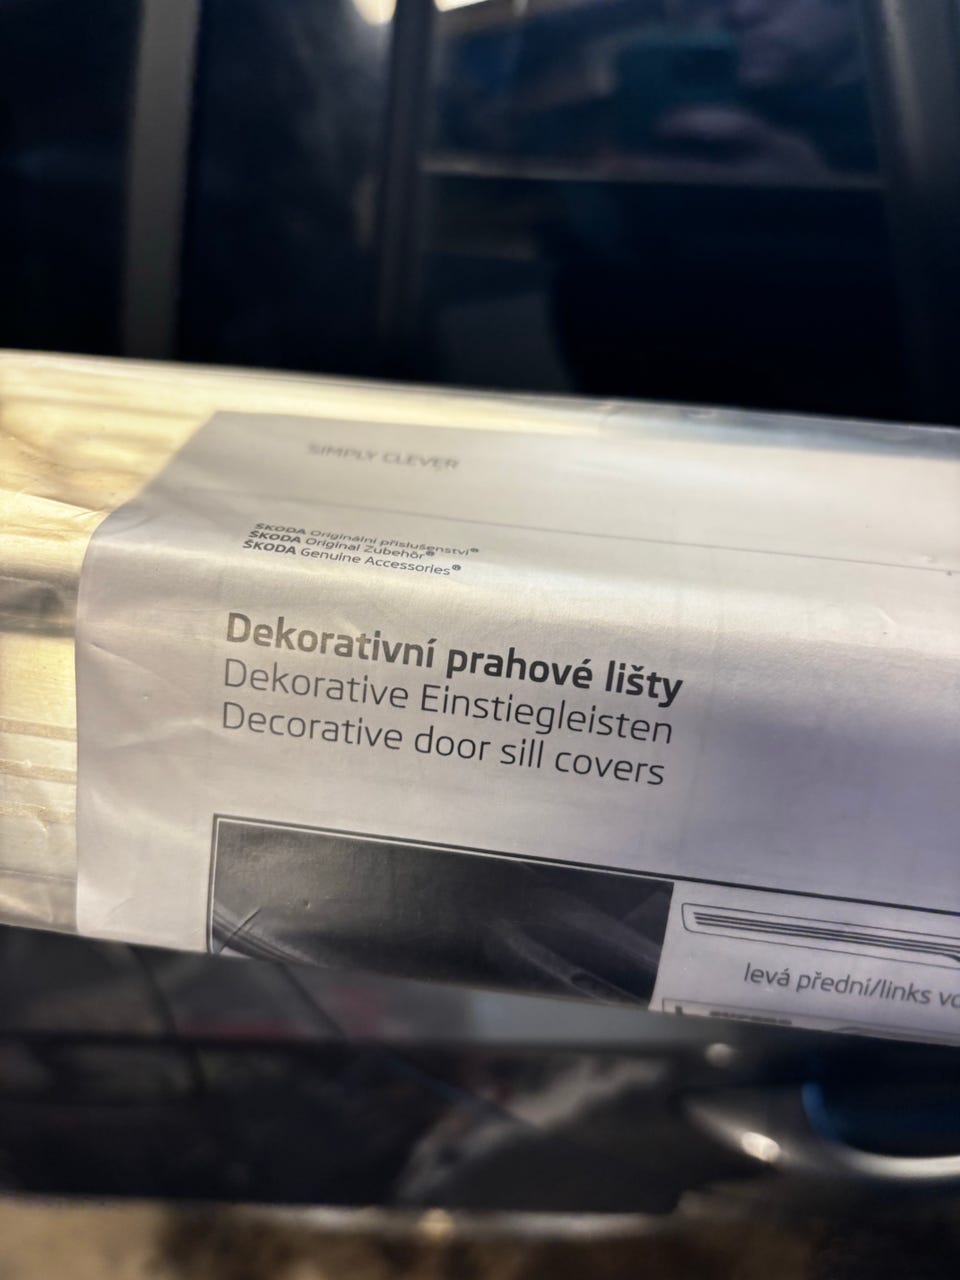 SIMPLY CLEVER
ŠKODA Originální příslušenství®
ŠKODA Original Zubehör®
ŠKODA Genuine Accessories®
Dekorativní prahové lišty
Dekorative Einstiegleisten
Decorative door sill covers
levá přední/links